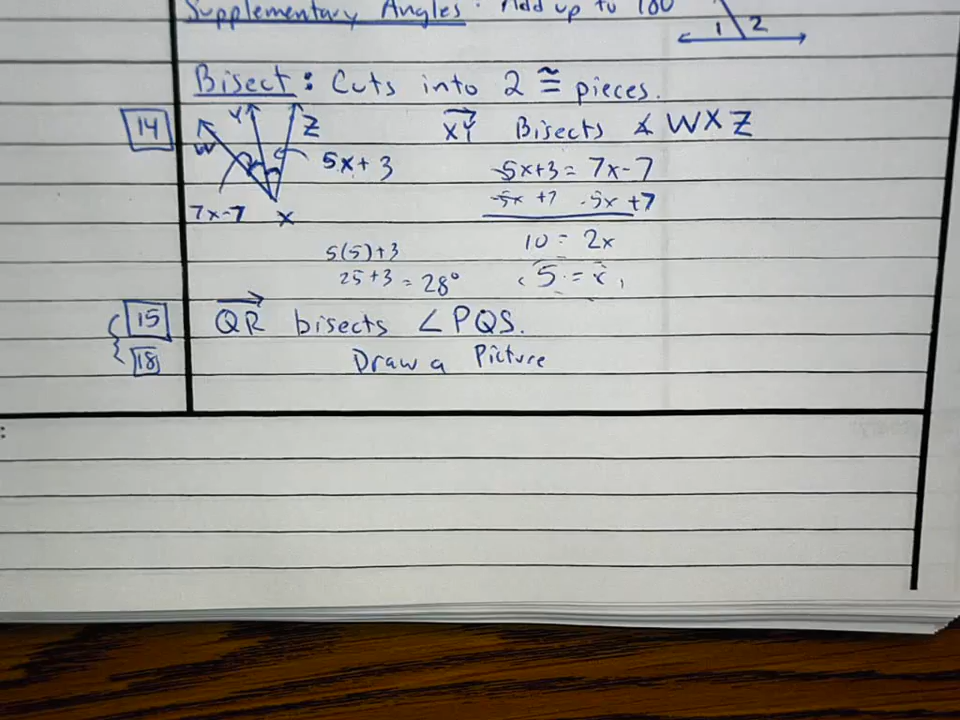 Supplementary Angles: Add up to 180
1 2
Bisect: Cuts into 2 ≅ pieces.
14
W Y Z
7x-7 X
5x+3
5(5)+3
25+3 = 28°
XY Bisects ∡ WXZ
5x+3 = 7x-7
-5x +7 -5x +7
10 = 2x
5 = x
15
18
QR bisects ∠PQS.
Draw a Picture
: